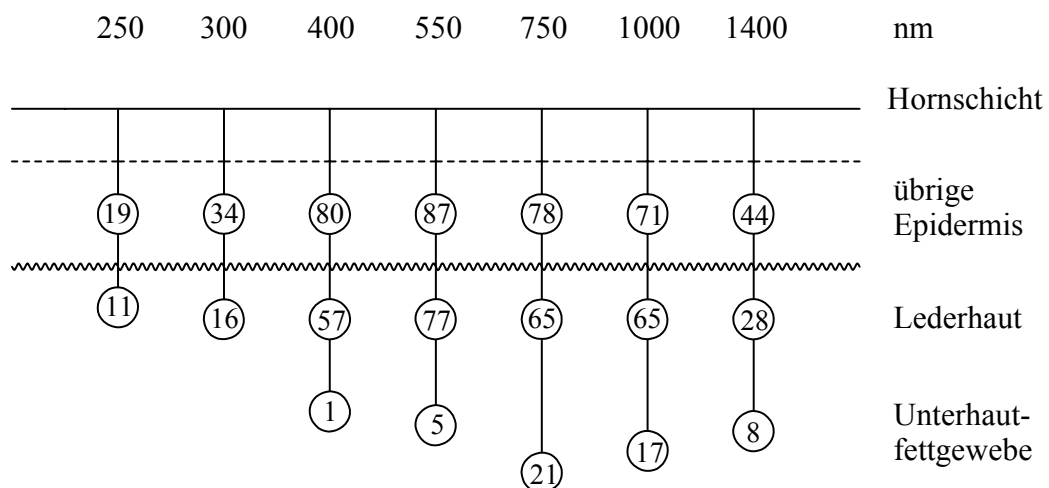 250 300 400 550 750 1000 1400 nm
Hornschicht
19 34 80 87 78 71 44 übrige
Epidermis
11 16 57 77 65 65 28 Lederhaut
1 5 21 17 8 Unterhaut-
fettgewebe